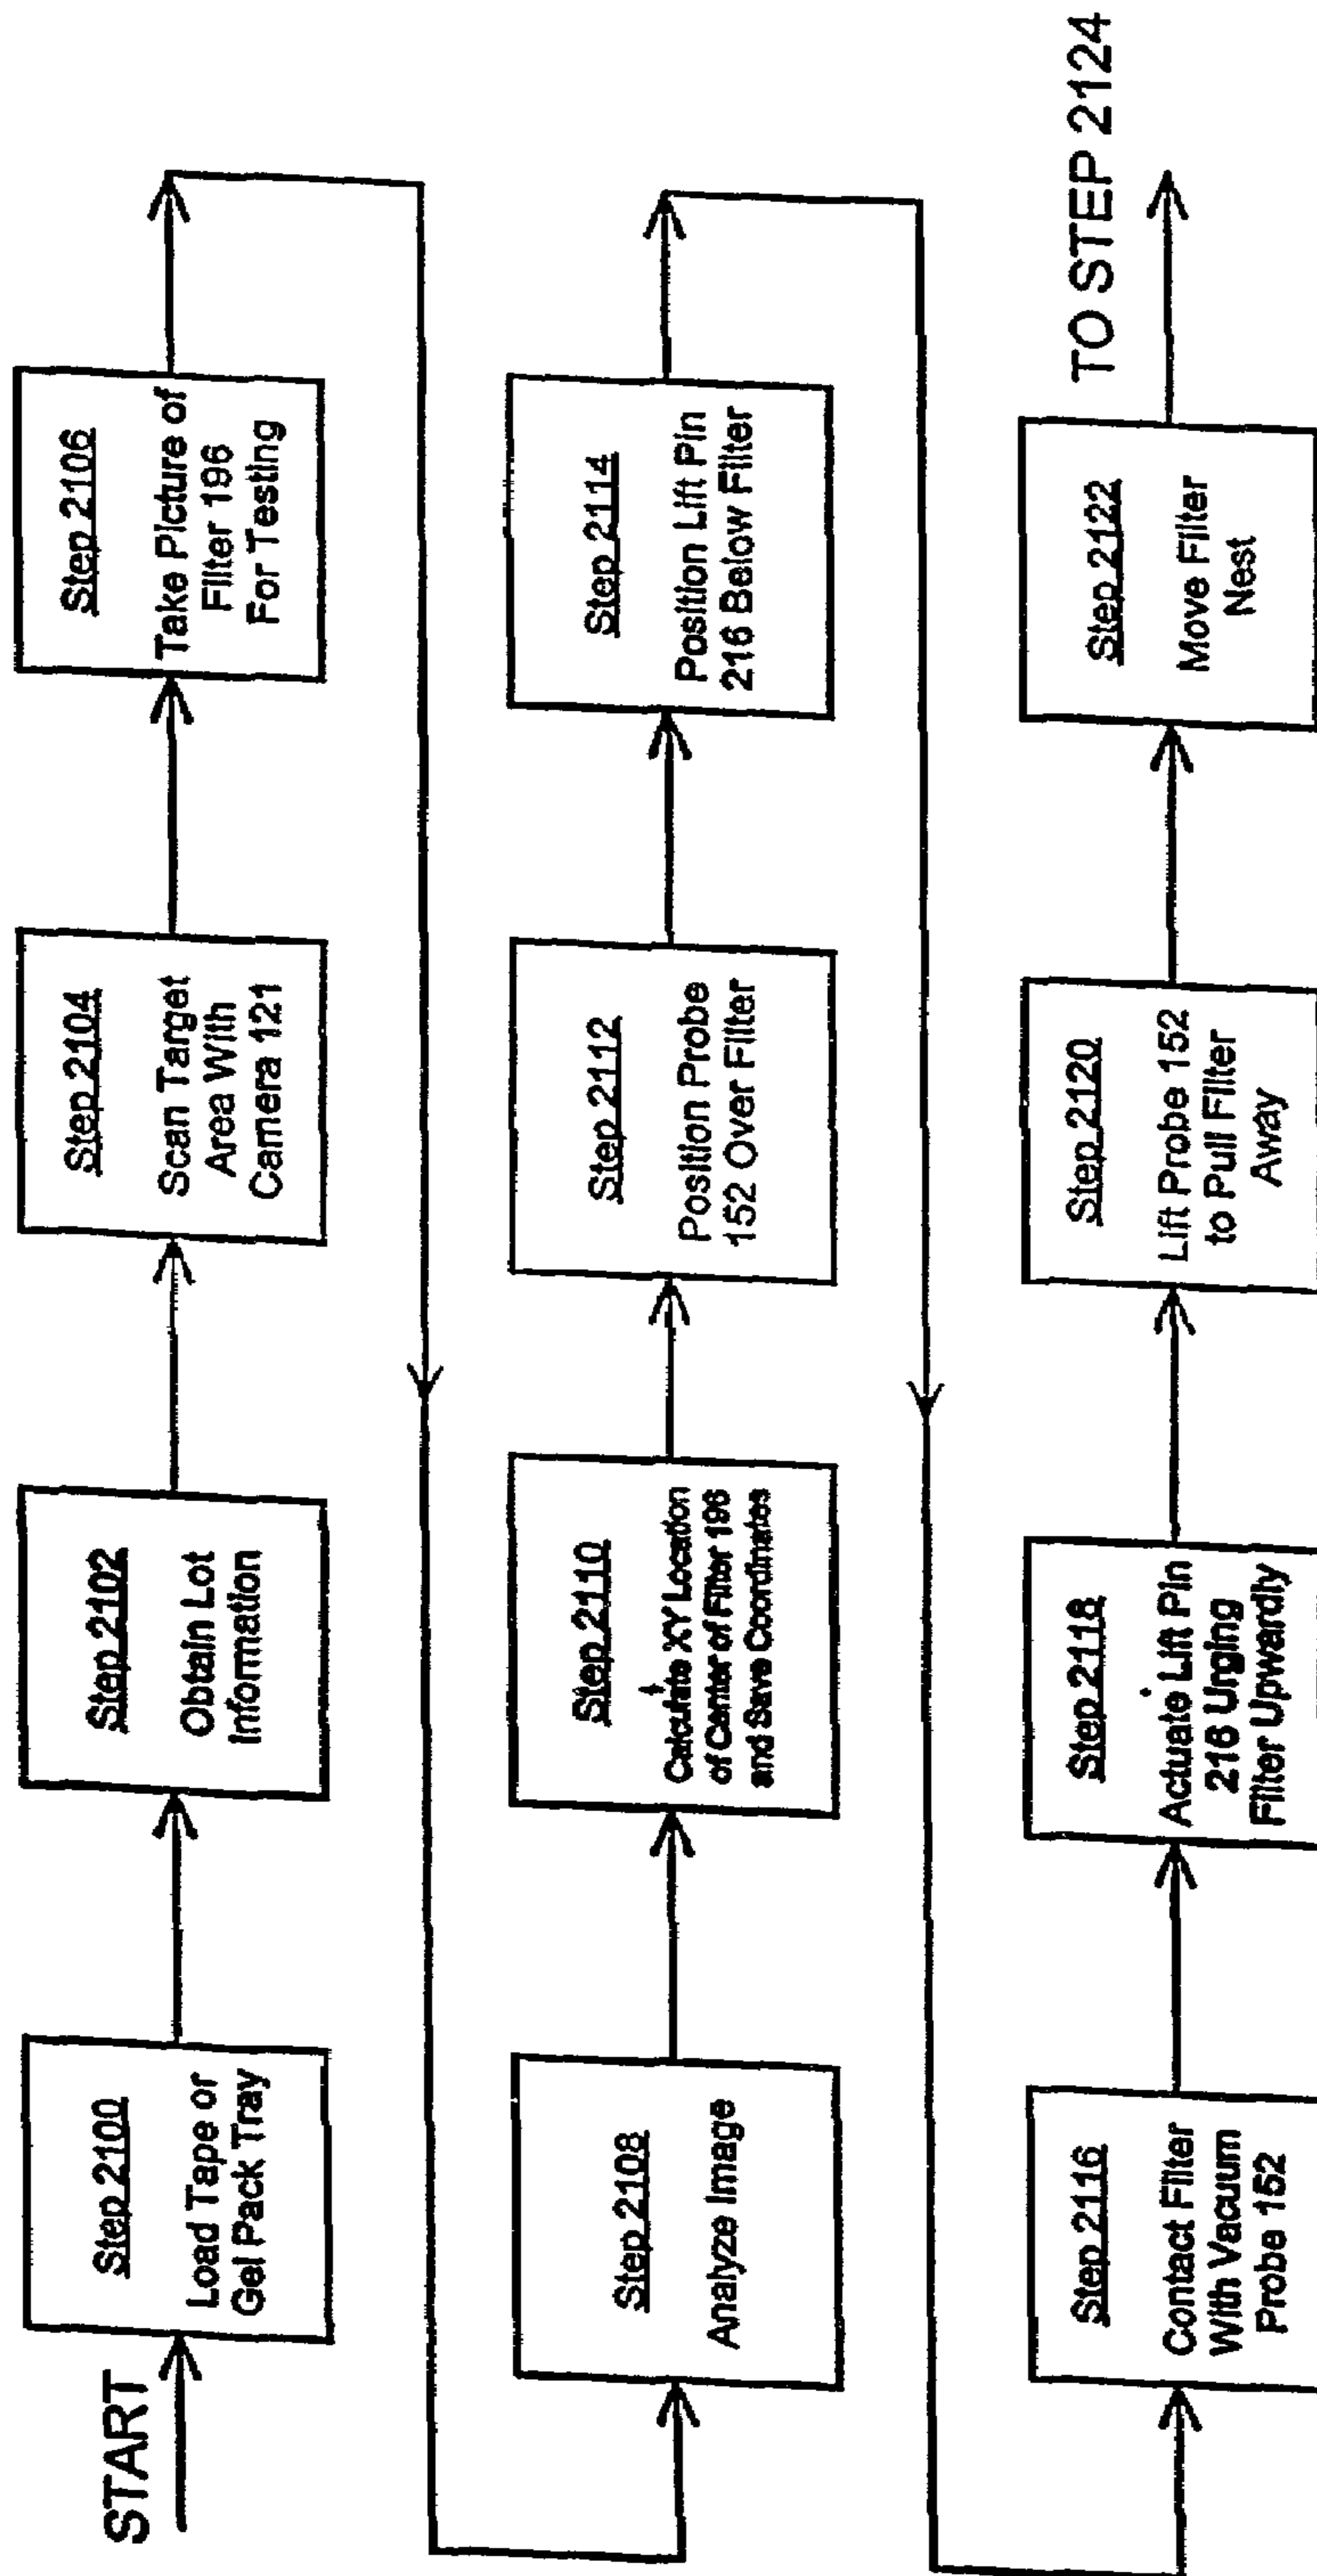 START
Step 2100
Load Tape or
Gel Pack Tray
Step 2102
Obtain Lot
Information
Step 2104
Scan Target
Area With
Camera 121
Step 2106
Take Picture of
Filter 196
For Testing
Step 2108
Analyze Image
Step 2110
Calculate XY Location
of Center of Filter 196
and Save Coordinates
Step 2112
Position Probe
152 Over Filter
Step 2114
Position Lift Pin
216 Below Filter
Step 2116
Contact Filter
With Vacuum
Probe 152
Step 2118
Actuate Lift Pin
216 Urging
Filter Upwardly
Step 2120
Lift Probe 152
to Pull Filter
Away
Step 2122
Move Filter
Nest
TO STEP 2124